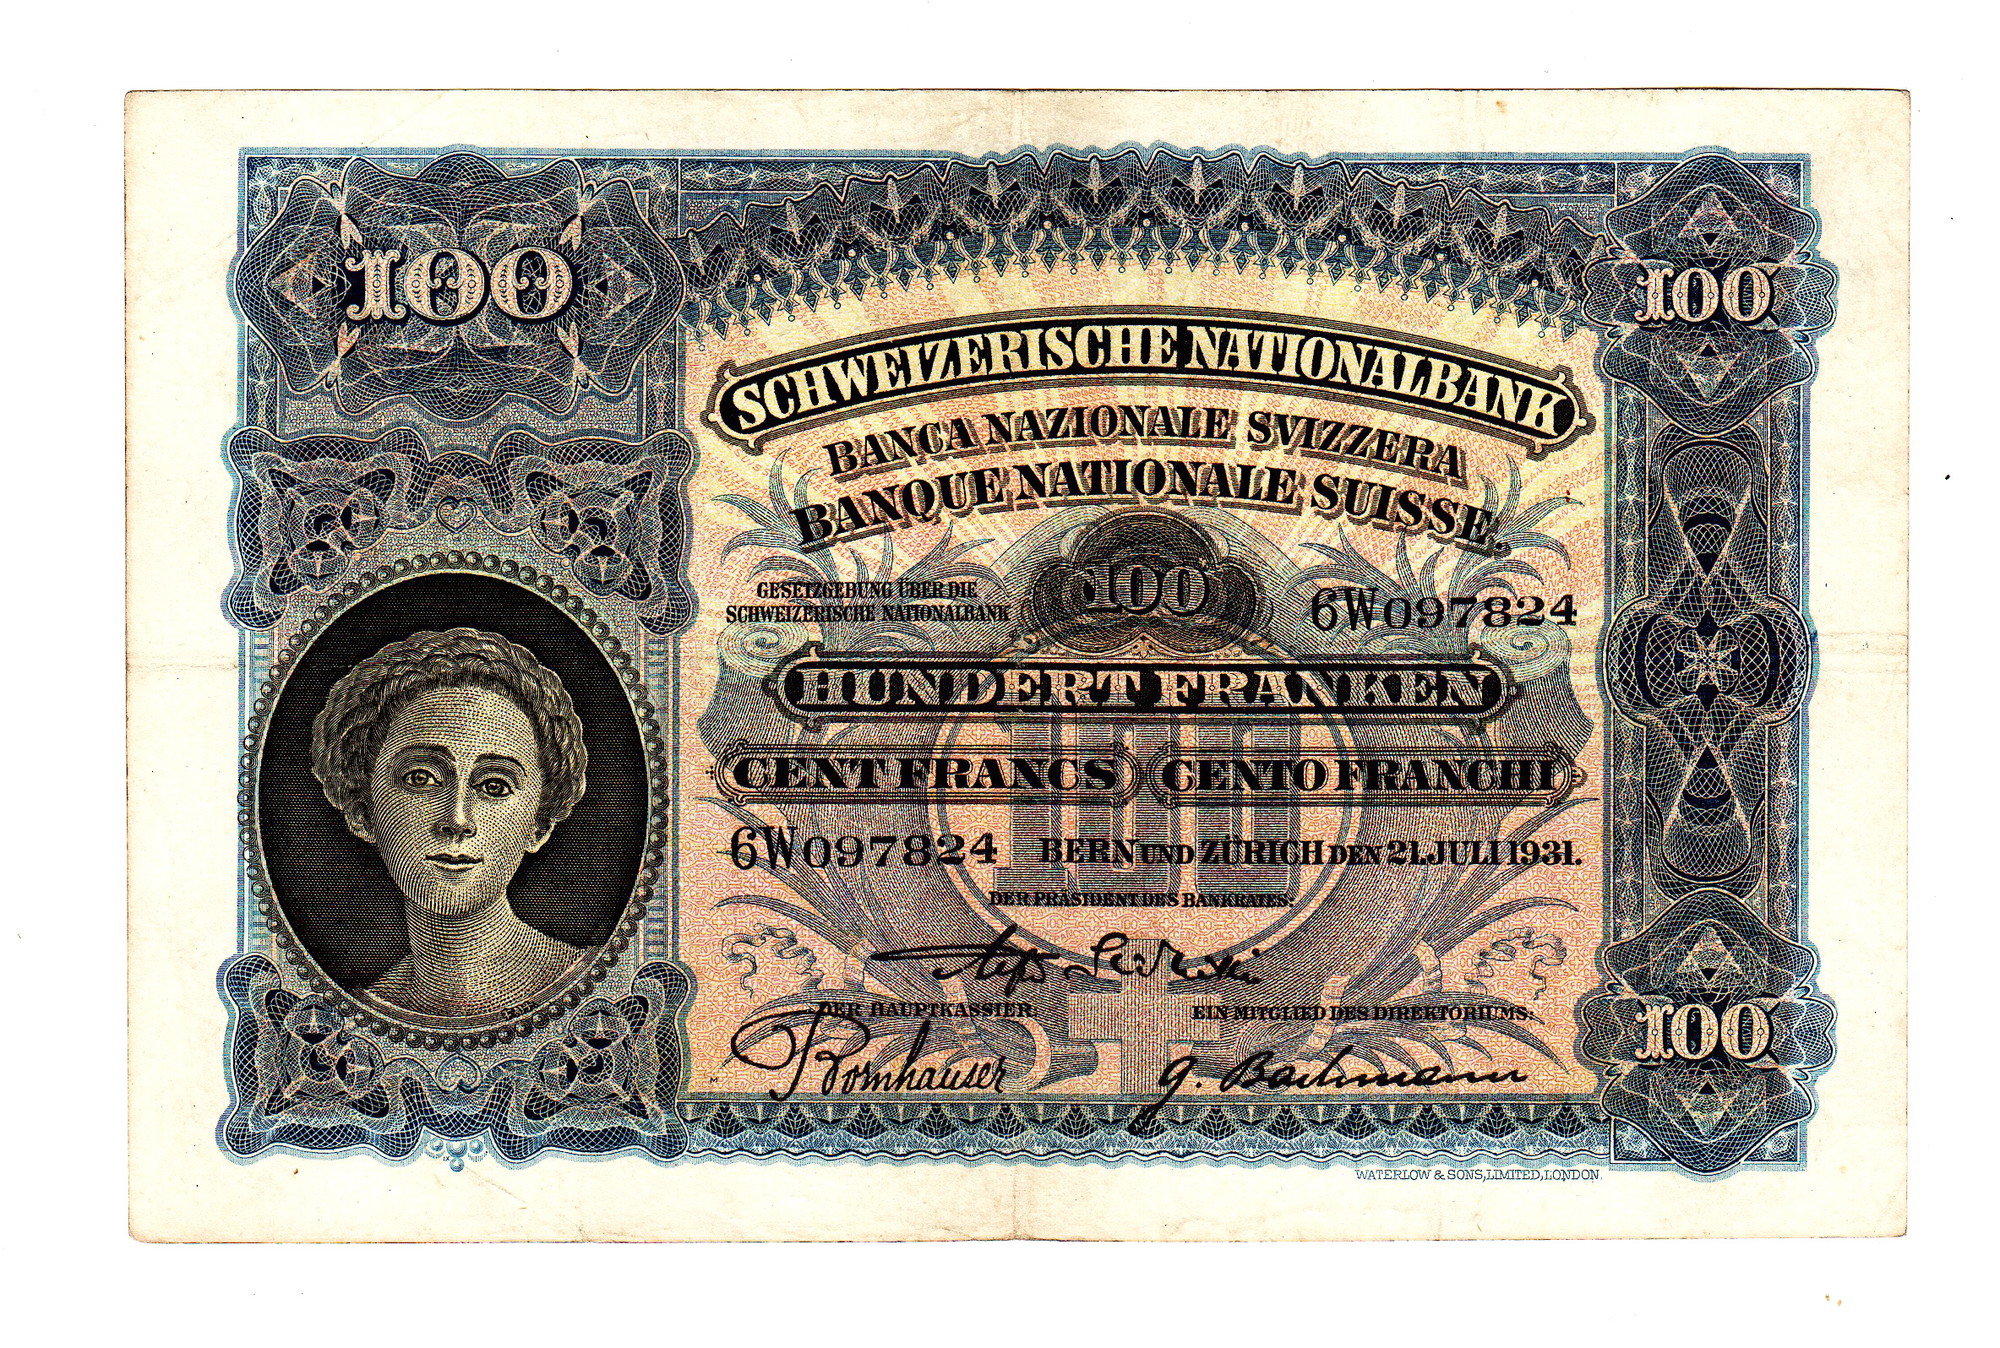 100
100
SCHWEIZERISCHE NATIONALBANK
BANCA NAZIONALE SVIZZERA
BANQUE NATIONALE SUISSE.
GESETZGEBUNG ÜBER DIE
SCHWEIZERISCHE NATIONALBANK
100
6W097824
HUNDERT FRANKEN
100
CENT FRANCS
CENTO FRANCHI
6W097824
BERN UND ZÜRICH DEN 21. JULI 1931.
DER PRÄSIDENT DES BANKRATES:
DER HAUPTKASSIER:
EIN MITGLIED DES DIREKTORIUMS:
Bornhauser
G. Bachmann
100
WATERLOW & SONS, LIMITED, LONDON.